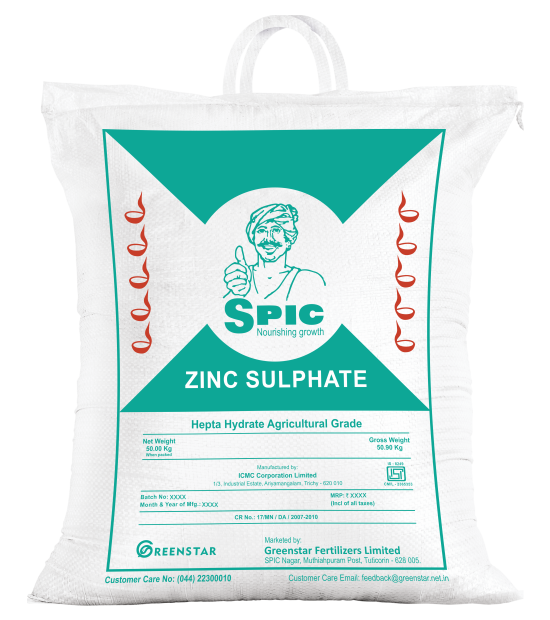 SPIC
Nourishing growth
ZINC SULPHATE
Hepta Hydrate Agricultural Grade
Net Weight
50.00 Kg
When packed
Gross Weight
50.90 Kg
Manufactured by:
ICMC Corporation Limited
1/3, Industrial Estate, Ariyamangalam, Trichy - 620 010
IS - 8249
ISI
Batch No: XXXX
Month & Year of Mfg.: XXXX
MRP: ₹ XXXX
(Incl of all taxes)
CR No.: 17/MN / DA / 2007-2010
GREENSTAR
Marketed by:
Greenstar Fertilizers Limited
SPIC Nagar, Muthiahpuram Post, Tuticorin - 628 005.
Customer Care No: (044) 22300010
Customer Care Email: feedback@greenstar.net.in